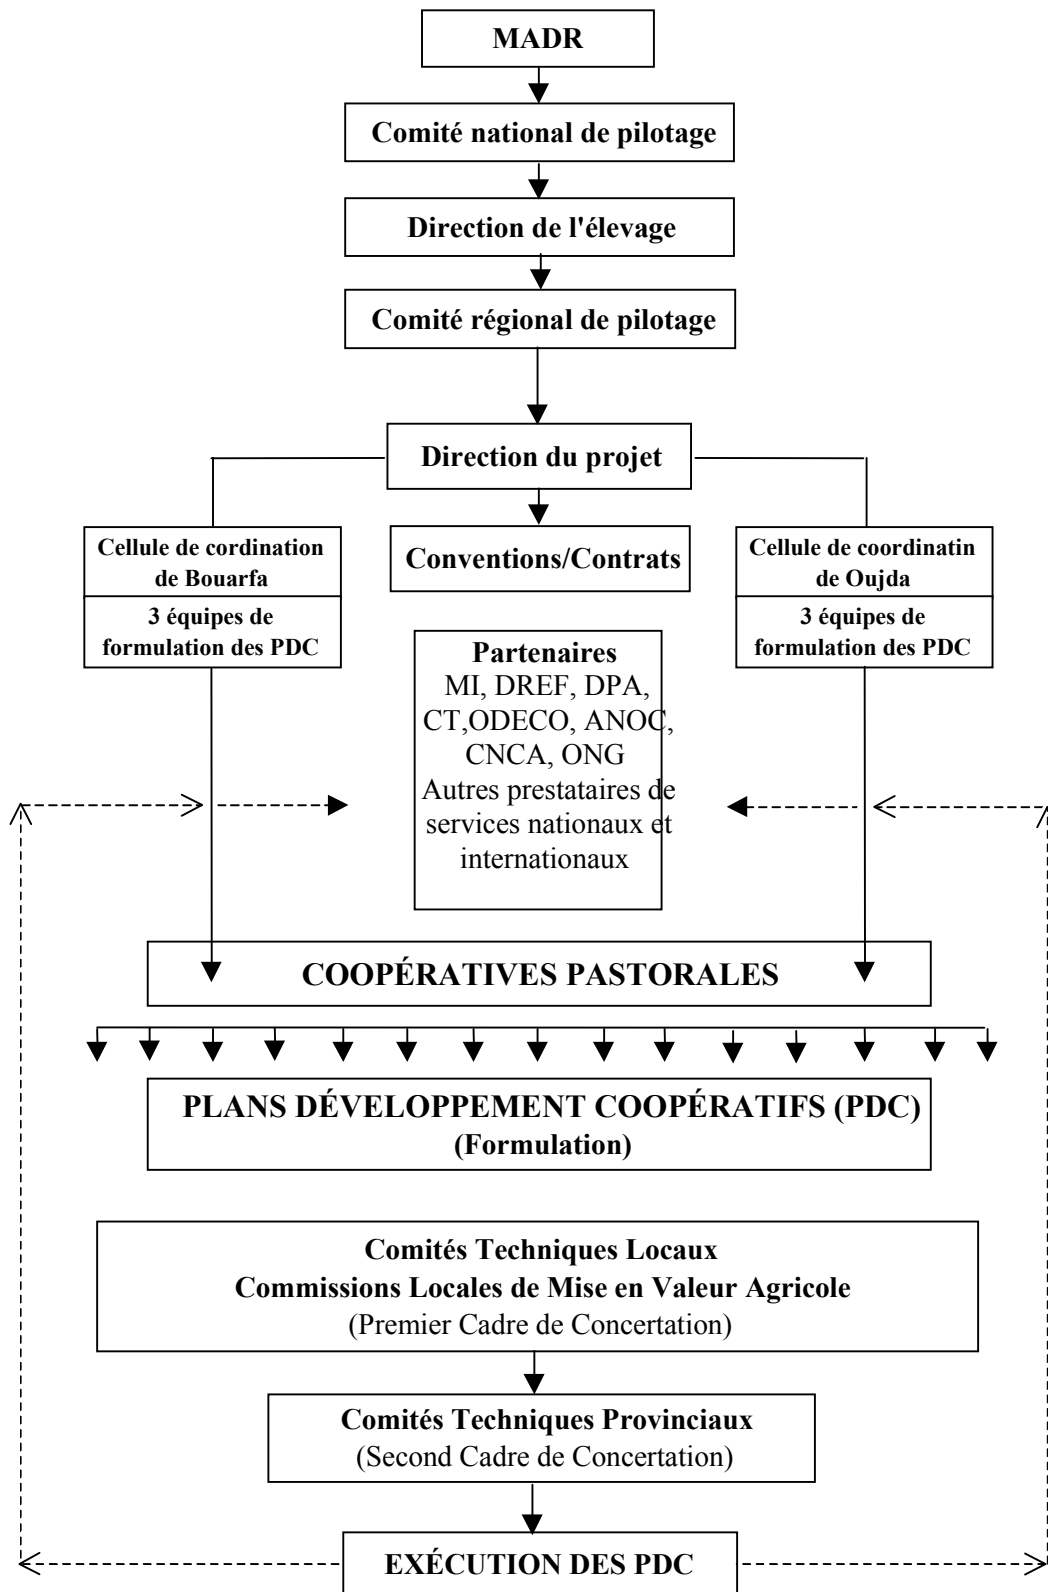 MADR
Comité national de pilotage
Direction de l'élevage
Comité régional de pilotage
Direction du projet
Cellule de cordination
de Bouarfa
3 équipes de
formulation des PDC
Conventions/Contrats
Cellule de coordinatin
de Oujda
3 équipes de
formulation des PDC
Partenaires
MI, DREF, DPA,
CT,ODECO, ANOC,
CNCA, ONG
Autres prestataires de
services nationaux et
internationaux
COOPÉRATIVES PASTORALES
PLANS DÉVELOPPEMENT COOPÉRATIFS (PDC)
(Formulation)
Comités Techniques Locaux
Commissions Locales de Mise en Valeur Agricole
(Premier Cadre de Concertation)
Comités Techniques Provinciaux
(Second Cadre de Concertation)
EXÉCUTION DES PDC